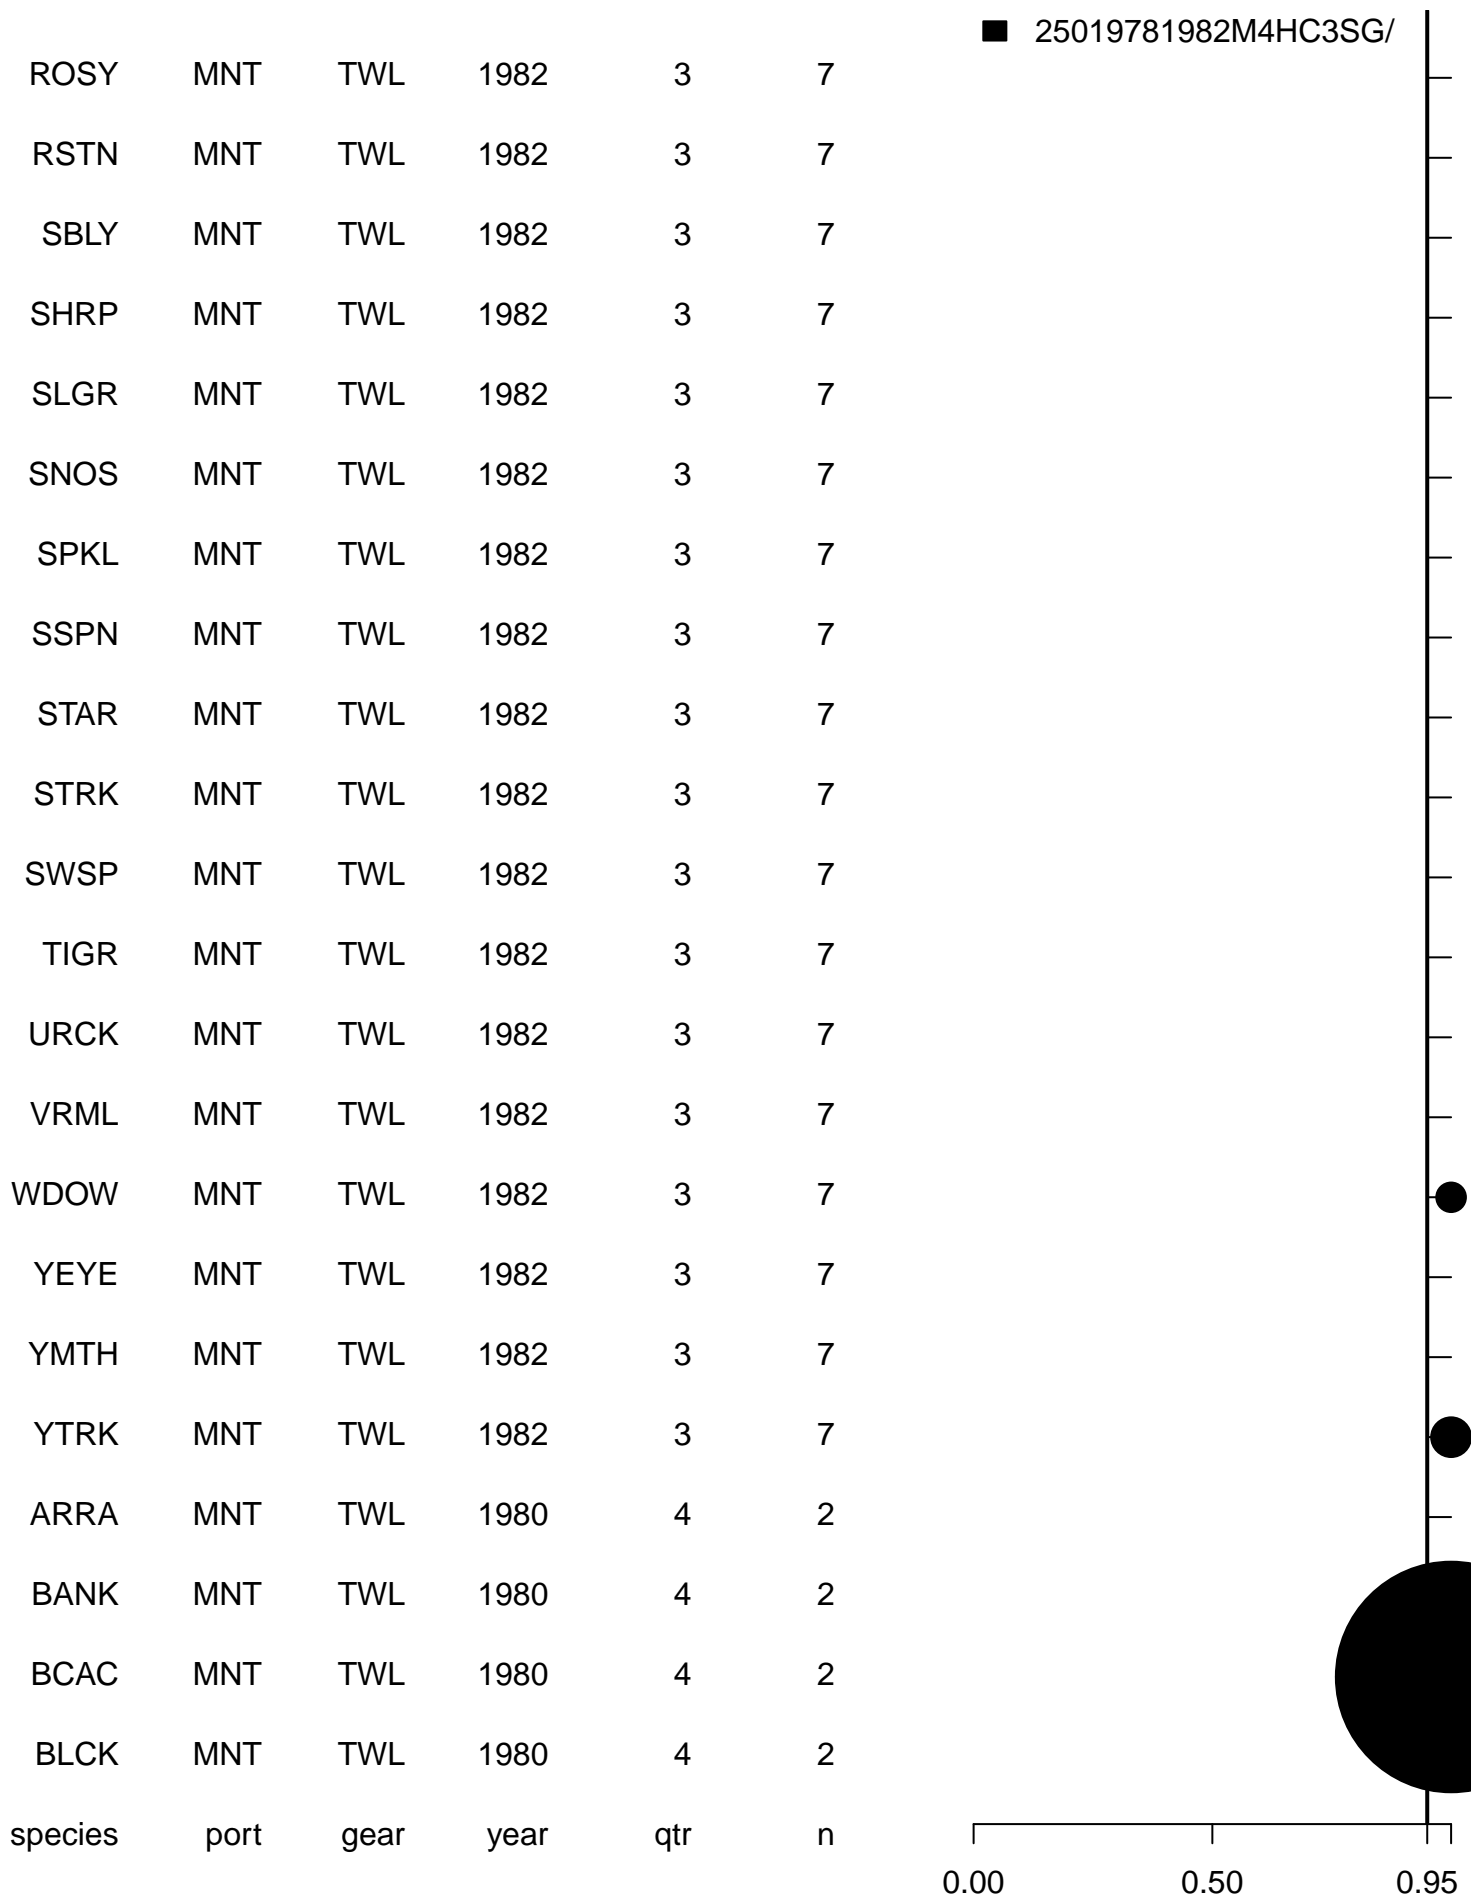 25019781982M4HC3SG/
ROSY MNT TWL 1982 3 7
RSTN MNT TWL 1982 3 7
SBLY MNT TWL 1982 3 7
SHRP MNT TWL 1982 3 7
SLGR MNT TWL 1982 3 7
SNOS MNT TWL 1982 3 7
SPKL MNT TWL 1982 3 7
SSPN MNT TWL 1982 3 7
STAR MNT TWL 1982 3 7
STRK MNT TWL 1982 3 7
SWSP MNT TWL 1982 3 7
TIGR MNT TWL 1982 3 7
URCK MNT TWL 1982 3 7
VRML MNT TWL 1982 3 7
WDOW MNT TWL 1982 3 7
YEYE MNT TWL 1982 3 7
YMTH MNT TWL 1982 3 7
YTRK MNT TWL 1982 3 7
ARRA MNT TWL 1980 4 2
BANK MNT TWL 1980 4 2
BCAC MNT TWL 1980 4 2
BLCK MNT TWL 1980 4 2
species port gear year qtr n
0.00 0.50 0.95